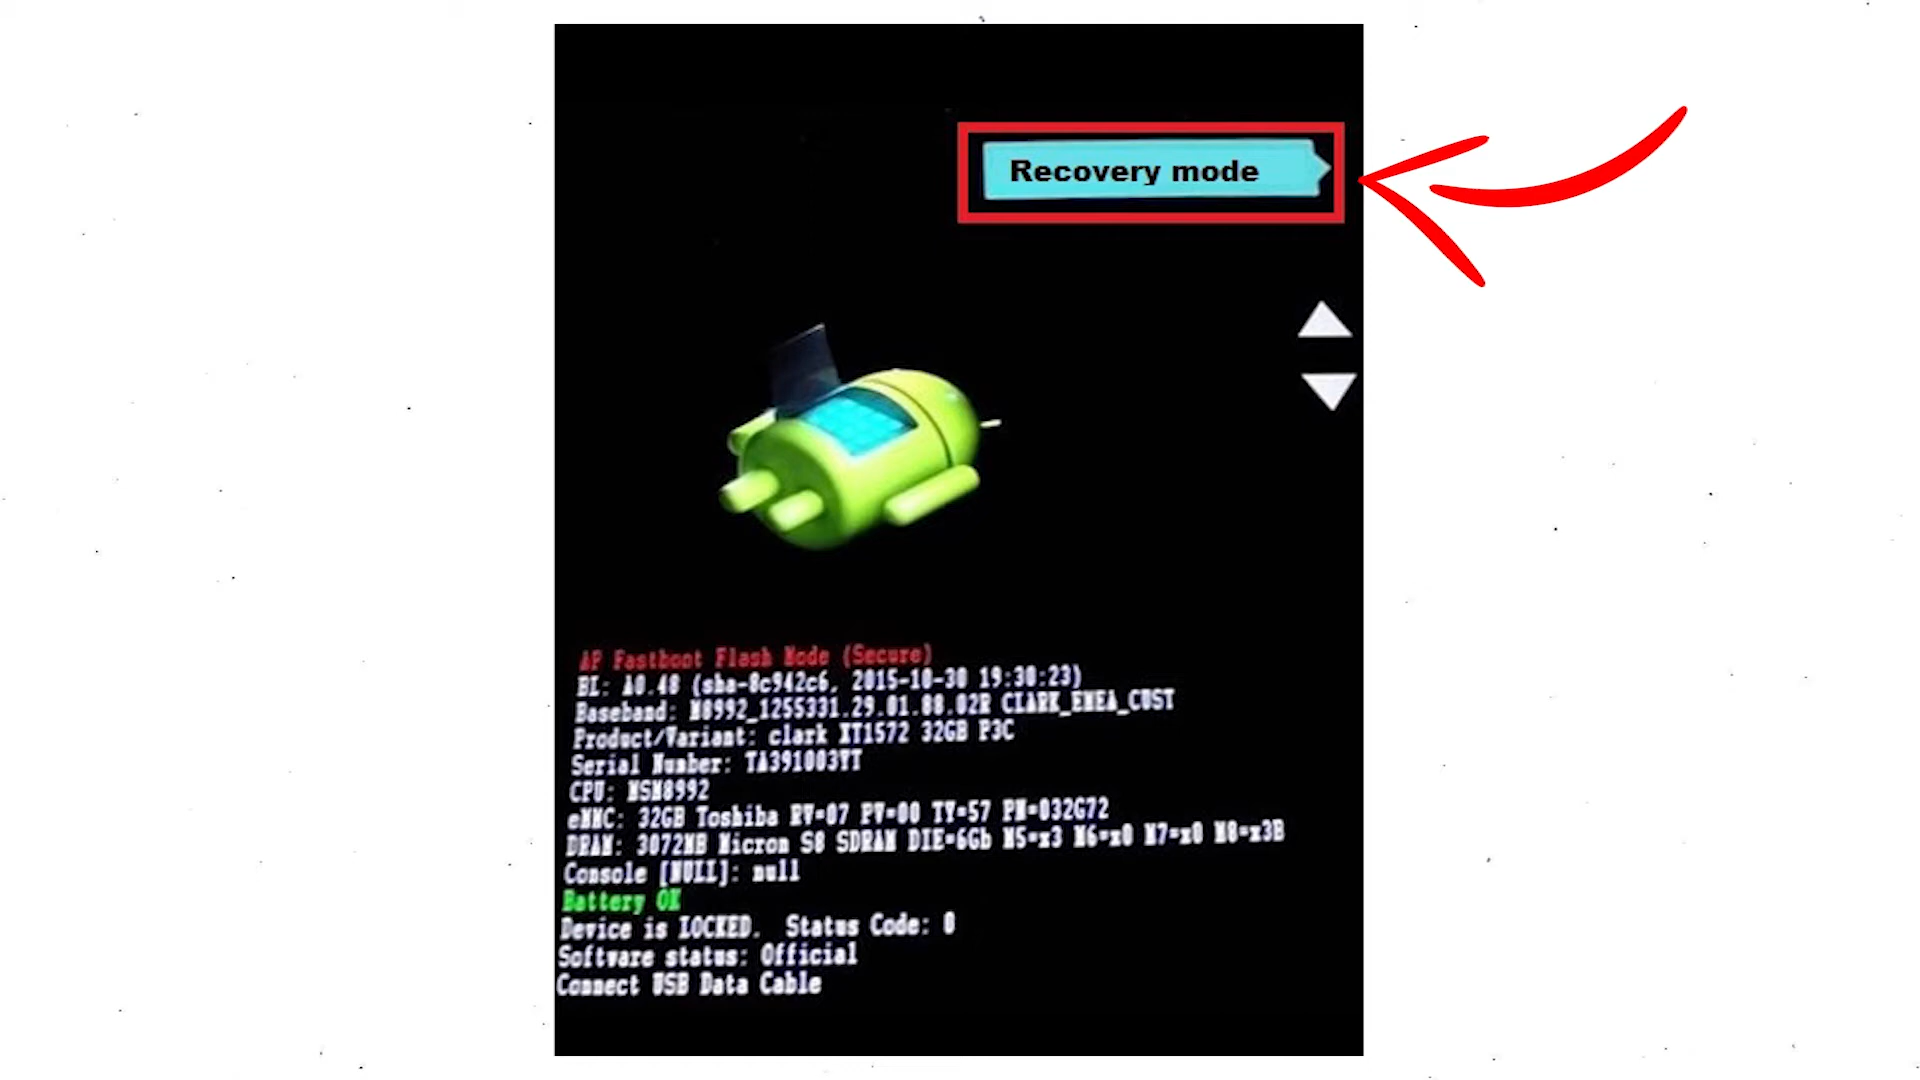 Recovery mode
AP Fastboot Flash Mode (Secure)
BL: A0.48 (sha-8c942c6, 2015-10-30 19:30:23)
Baseband: M8992_1255331.29.01.88.02R CLARK_EMEA_CUST
Product/Variant: clark XT1572 32GB P3C
Serial Number: TA391003YT
CPU: MSM8992
eMMC: 32GB Toshiba RV=07 PV=00 TY=57 PN=032G72
DRAM: 3072MB Micron S8 SDRAM DIE=6Gb M5=x3 M6=x0 M7=x0 M8=x3B
Console [NULL]: null
Battery OK
Device is LOCKED. Status Code: 0
Software status: Official
Connect USB Data Cable